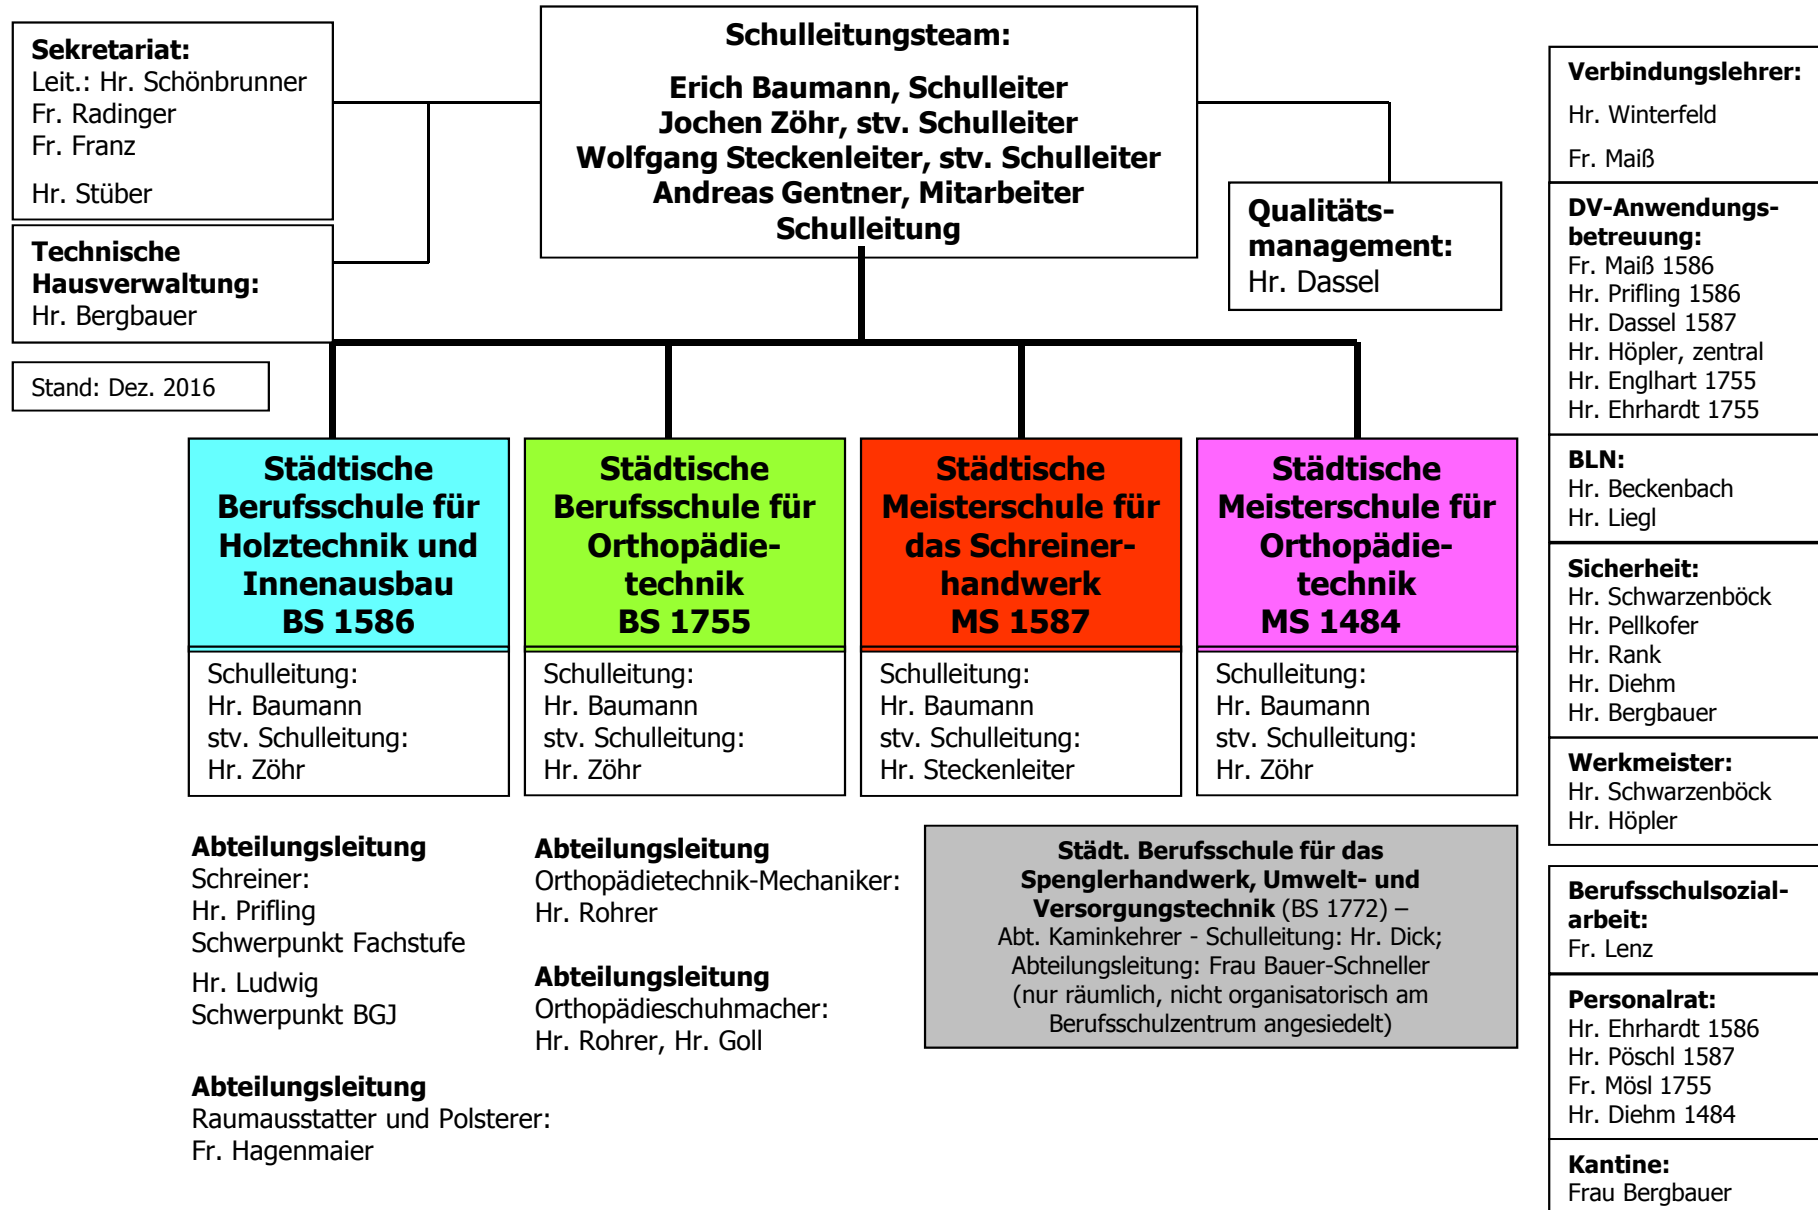 Sekretariat:
Leit.: Hr. Schönbrunner
Fr. Radinger
Fr. Franz
Hr. Stüber
Technische
Hausverwaltung:
Hr. Bergbauer
Stand: Dez. 2016
Schulleitungsteam:
Erich Baumann, Schulleiter
Jochen Zöhr, stv. Schulleiter
Wolfgang Steckenleiter, stv. Schulleiter
Andreas Gentner, Mitarbeiter
Schulleitung
Qualitäts-
management:
Hr. Dassel
Städtische
Berufsschule für
Holztechnik und
Innenausbau
BS 1586
Schulleitung:
Hr. Baumann
stv. Schulleitung:
Hr. Zöhr
Städtische
Berufsschule für
Orthopädie-
technik
BS 1755
Schulleitung:
Hr. Baumann
stv. Schulleitung:
Hr. Zöhr
Städtische
Meisterschule für
das Schreiner-
handwerk
MS 1587
Schulleitung:
Hr. Baumann
stv. Schulleitung:
Hr. Steckenleiter
Städtische
Meisterschule für
Orthopädie-
technik
MS 1484
Schulleitung:
Hr. Baumann
stv. Schulleitung:
Hr. Zöhr
Abteilungsleitung
Schreiner:
Hr. Prifling
Schwerpunkt Fachstufe
Hr. Ludwig
Schwerpunkt BGJ
Abteilungsleitung
Raumausstatter und Polsterer:
Fr. Hagenmaier
Abteilungsleitung
Orthopädietechnik-Mechaniker:
Hr. Rohrer
Abteilungsleitung
Orthopädieschuhmacher:
Hr. Rohrer, Hr. Goll
Städt. Berufsschule für das
Spenglerhandwerk, Umwelt- und
Versorgungstechnik (BS 1772) –
Abt. Kaminkehrer - Schulleitung: Hr. Dick;
Abteilungsleitung: Frau Bauer-Schneller
(nur räumlich, nicht organisatorisch am
Berufsschulzentrum angesiedelt)
Verbindungslehrer:
Hr. Winterfeld
Fr. Maiß
DV-Anwendungs-
betreuung:
Fr. Maiß 1586
Hr. Prifling 1586
Hr. Dassel 1587
Hr. Höpler, zentral
Hr. Englhart 1755
Hr. Ehrhardt 1755
BLN:
Hr. Beckenbach
Hr. Liegl
Sicherheit:
Hr. Schwarzenböck
Hr. Pellkofer
Hr. Rank
Hr. Diehm
Hr. Bergbauer
Werkmeister:
Hr. Schwarzenböck
Hr. Höpler
Berufsschulsozial-
arbeit:
Fr. Lenz
Personalrat:
Hr. Ehrhardt 1586
Hr. Pöschl 1587
Fr. Mösl 1755
Hr. Diehm 1484
Kantine:
Frau Bergbauer